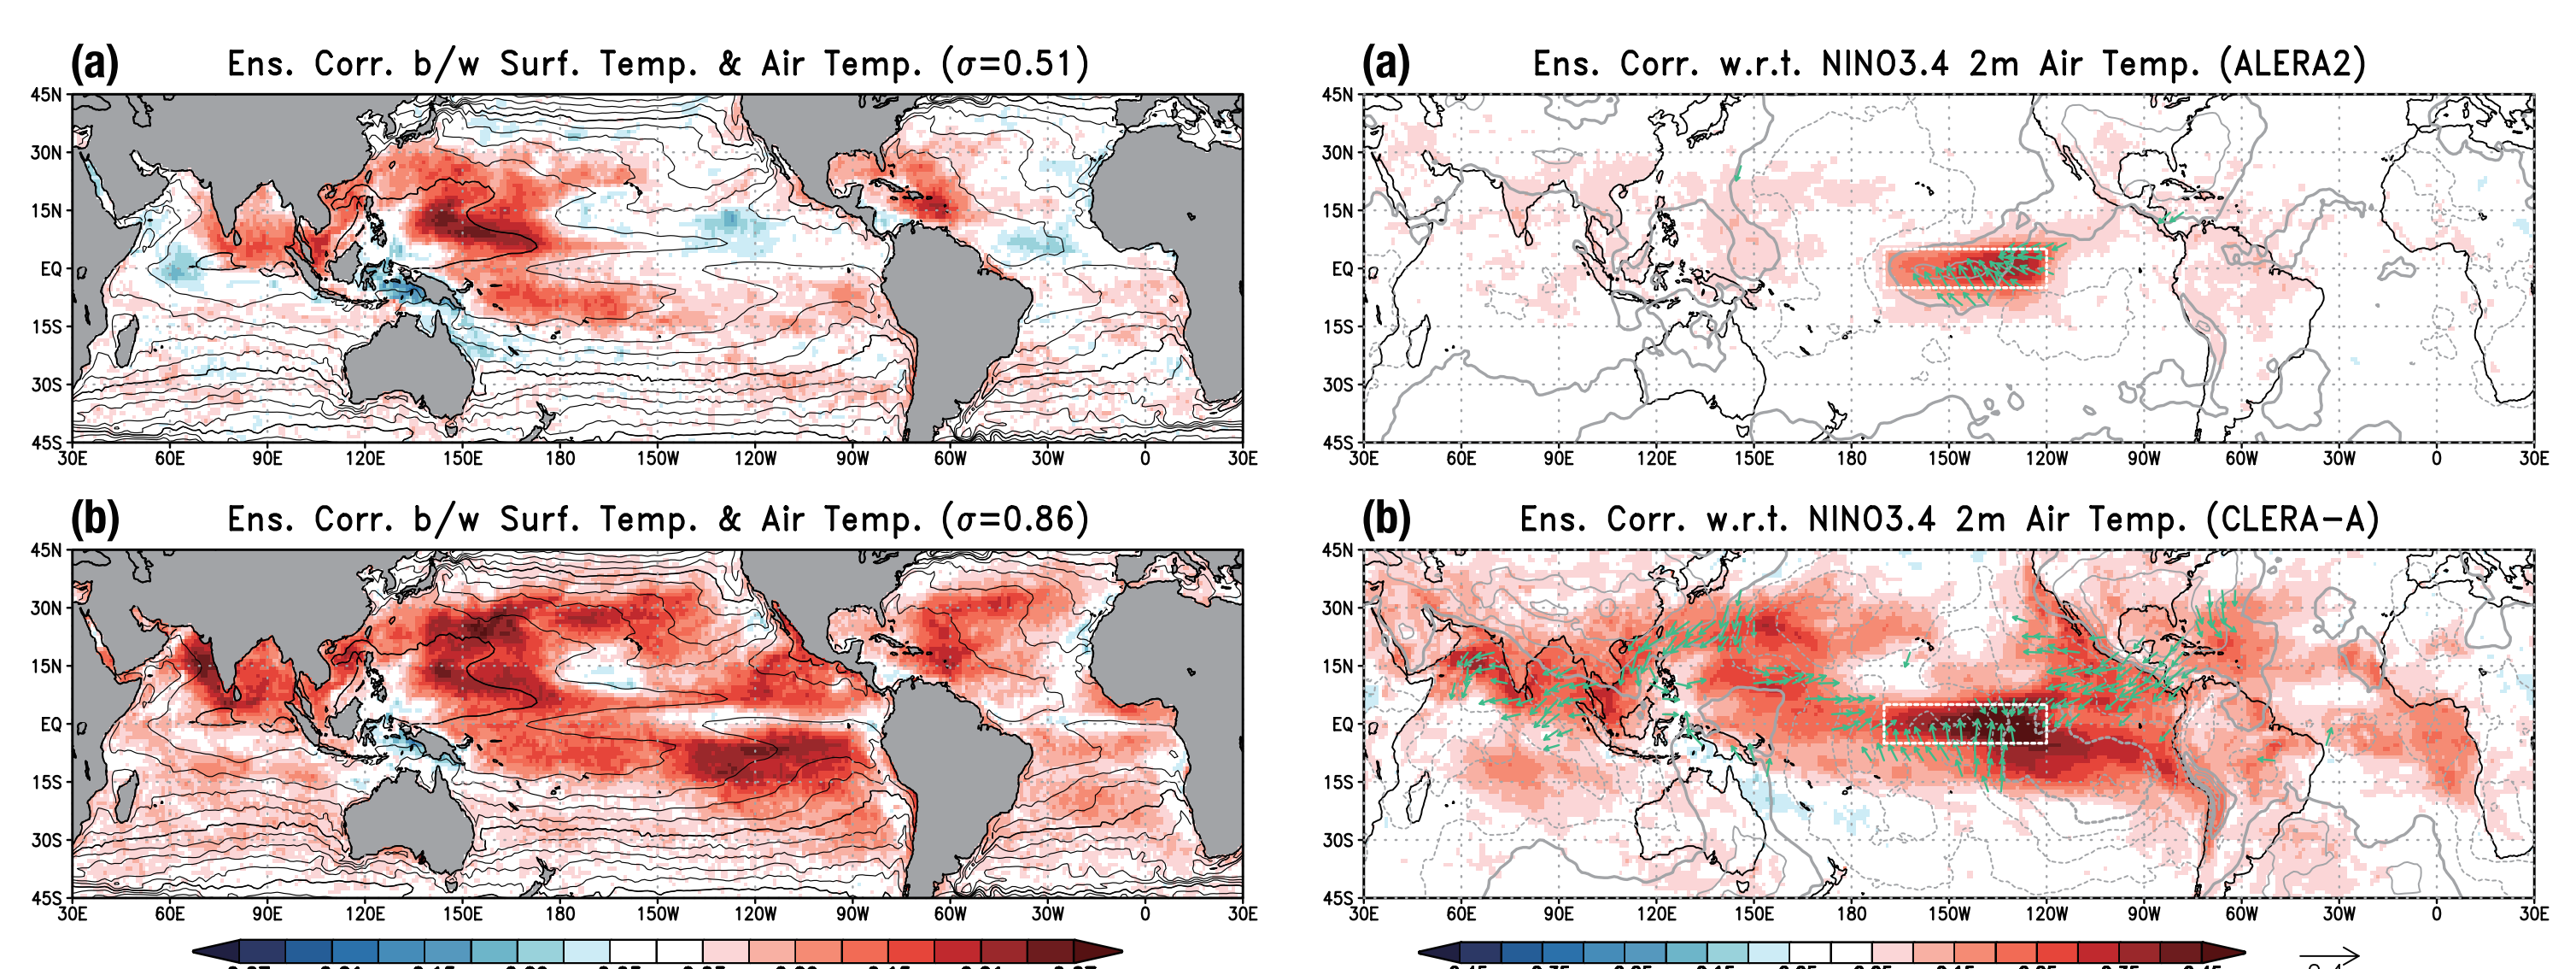 (a) Ens. Corr. b/w Surf. Temp. & Air Temp. (σ=0.51)
45N
30N
15N
EQ
15S
30S
45S
30E 60E 90E 120E 150E 180 150W 120W 90W 60W 30W 0 30E
(b) Ens. Corr. b/w Surf. Temp. & Air Temp. (σ=0.86)
45N
30N
15N
EQ
15S
30S
45S
30E 60E 90E 120E 150E 180 150W 120W 90W 60W 30W 0 30E
(a) Ens. Corr. w.r.t. NINO3.4 2m Air Temp. (ALERA2)
45N
30N
15N
EQ
15S
30S
45S
30E 60E 90E 120E 150E 180 150W 120W 90W 60W 30W 0 30E
(b) Ens. Corr. w.r.t. NINO3.4 2m Air Temp. (CLERA-A)
45N
30N
15N
EQ
15S
30S
45S
30E 60E 90E 120E 150E 180 150W 120W 90W 60W 30W 0 30E